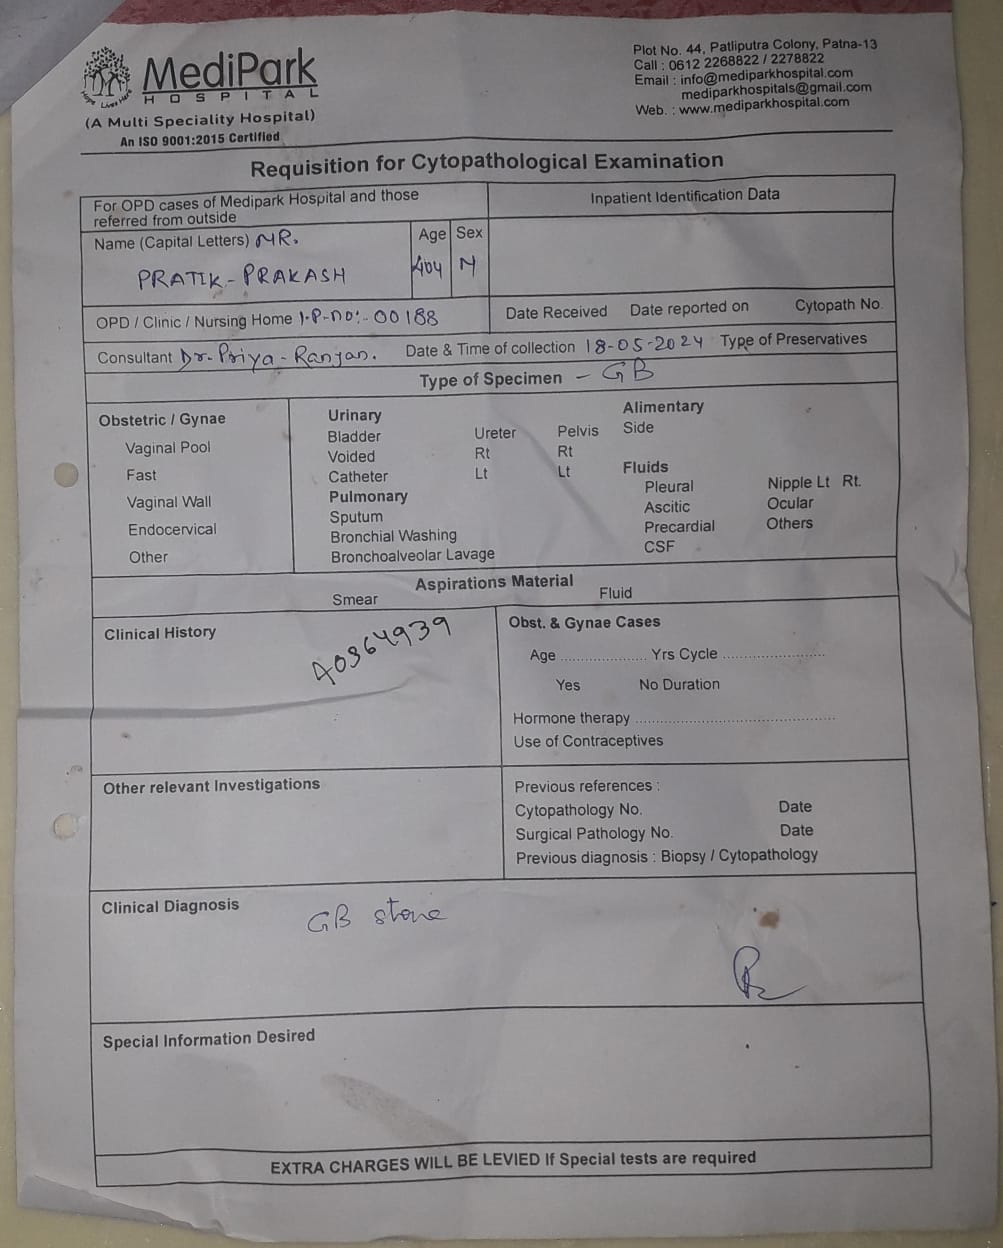 MediPark
HOSPITAL
(A Multi Speciality Hospital)
An ISO 9001:2015 Certified
Plot No. 44, Patliputra Colony, Patna-13
Call : 0612 2268822 / 2278822
Email : info@mediparkhospital.com
mediparkhospitals@gmail.com
Web. : www.mediparkhospital.com
Requisition for Cytopathological Examination
For OPD cases of Medipark Hospital and those
referred from outside
Inpatient Identification Data
Name (Capital Letters) MR.
PRATIK - PRAKASH
Age Sex
40y M
OPD / Clinic / Nursing Home I.P-no:- 00188
Date Received Date reported on Cytopath No.
Consultant Dr. Priya - Ranjan. Date & Time of collection 18-05-2024 Type of Preservatives
Type of Specimen - GB
Obstetric / Gynae
Vaginal Pool
Fast
Vaginal Wall
Endocervical
Other
Urinary
Bladder Ureter Pelvis
Voided Rt Rt
Catheter Lt Lt
Pulmonary
Sputum
Bronchial Washing
Bronchoalveolar Lavage
Alimentary
Side
Fluids
Pleural Nipple Lt Rt.
Ascitic Ocular
Precardial Others
CSF
Aspirations Material
Smear Fluid
Clinical History
A0364939
Obst. & Gynae Cases
Age .................... Yrs Cycle ........................
Yes No Duration
Hormone therapy ...............................................
Use of Contraceptives
Other relevant Investigations
Previous references :
Cytopathology No. Date
Surgical Pathology No. Date
Previous diagnosis : Biopsy / Cytopathology
Clinical Diagnosis
GB stone
Special Information Desired
EXTRA CHARGES WILL BE LEVIED If Special tests are required